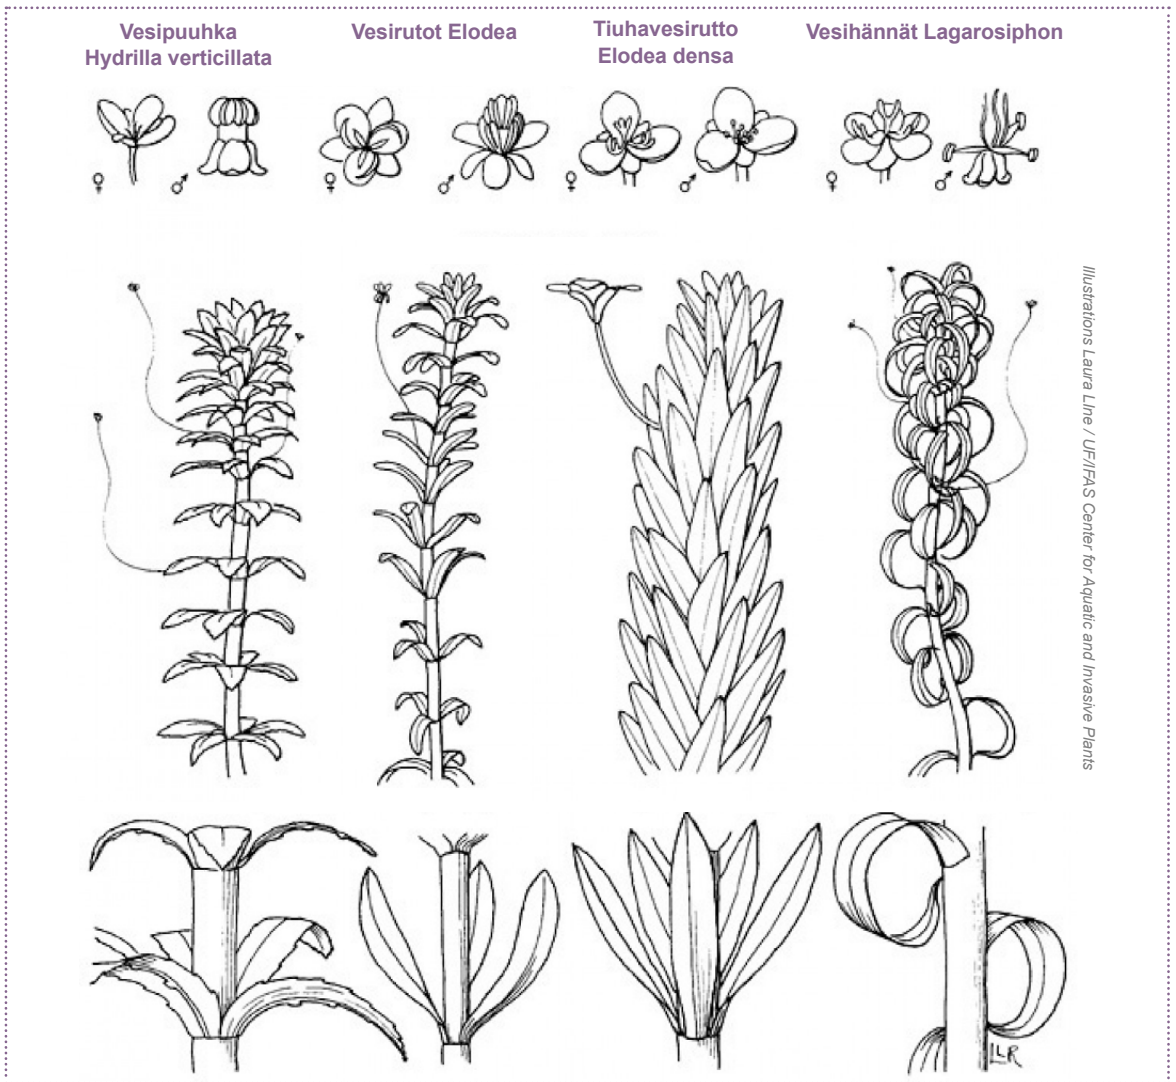 Vesipuuhka
Hydrilla verticillata
Vesirutot Elodea
Tiuhavesirutto
Elodea densa
Vesihännät Lagarosiphon
♀ ♂ ♀ ♂ ♀ ♂ ♀ ♂
Illustrations Laura LIne / UF/IFAS Center for Aquatic and Invasive Plants
LLR